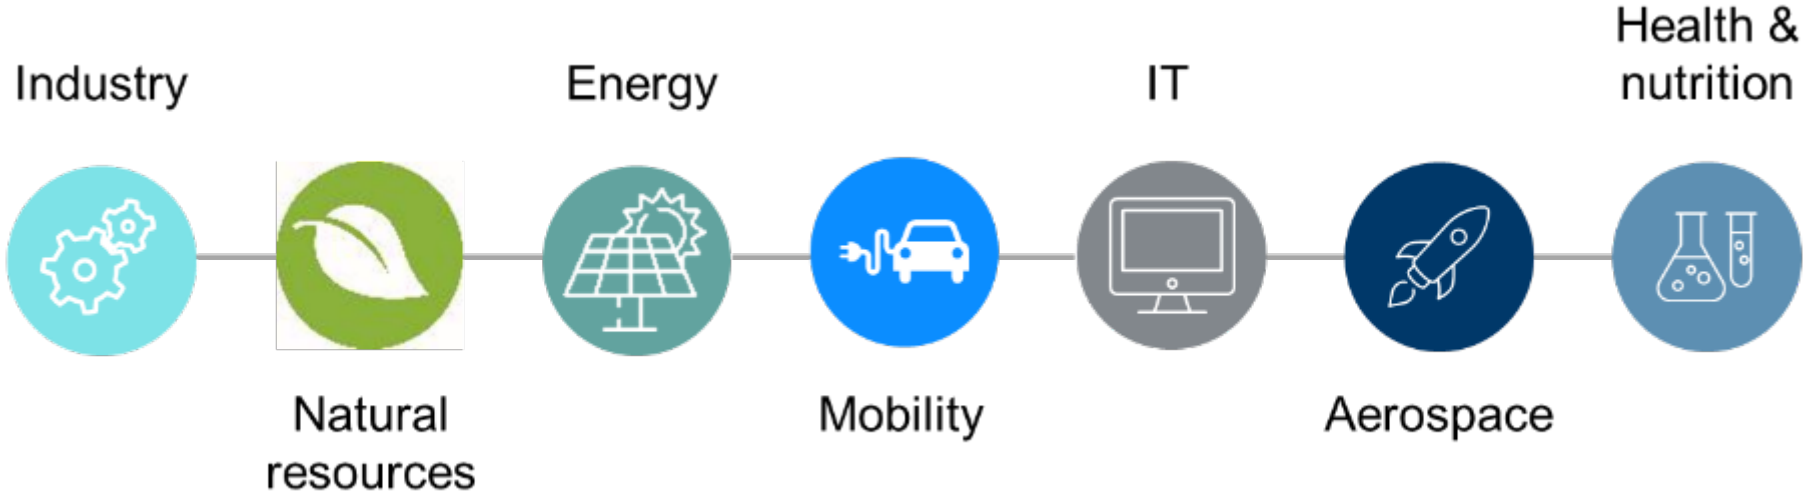 Industry
Natural
resources
Energy
Mobility
IT
Aerospace
Health &
nutrition